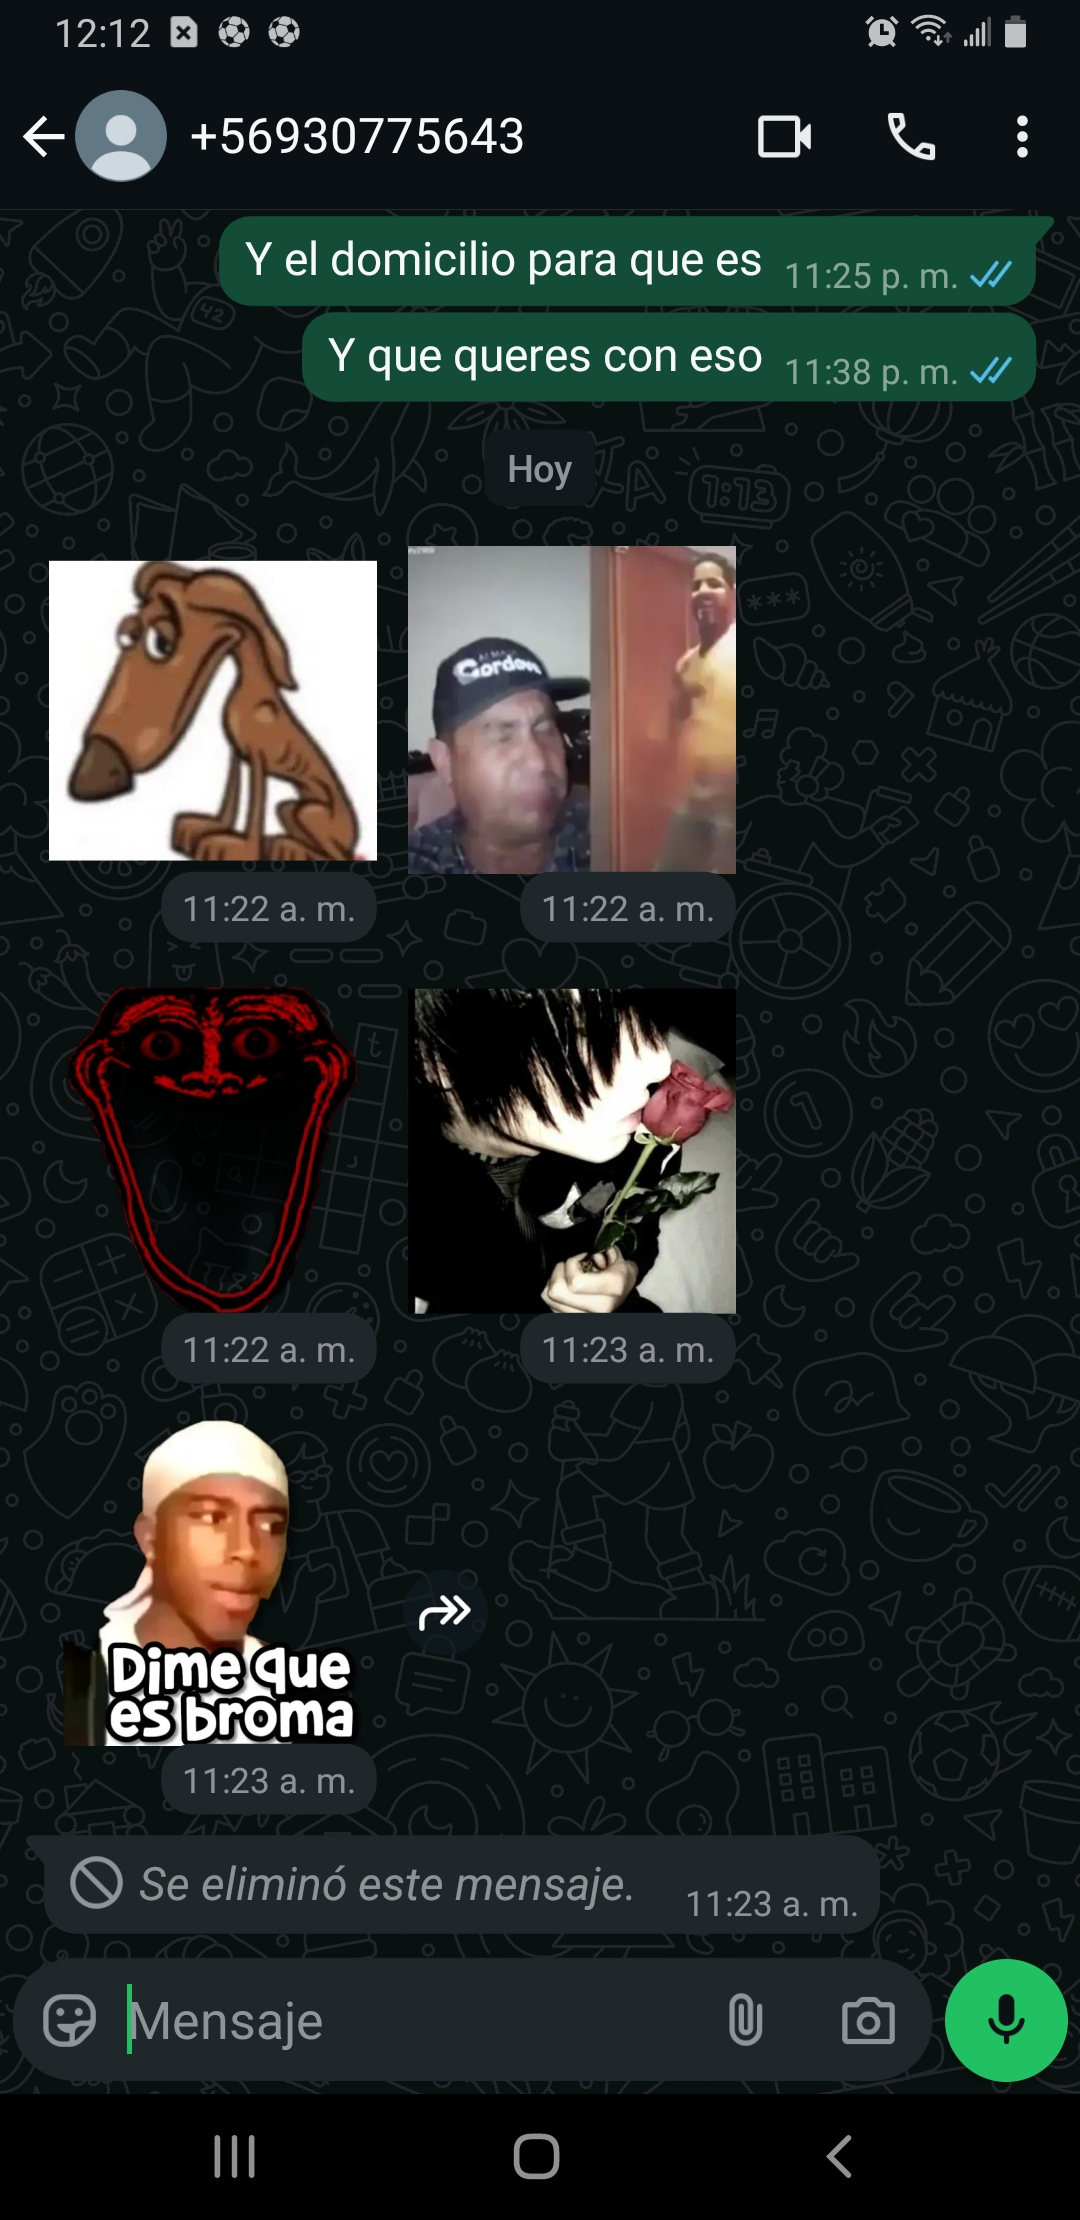 12:12
+56930775643
Y el domicilio para que es 11:25 p. m.
Y que queres con eso 11:38 p. m.
Hoy
Gordon
11:22 a. m. 11:22 a. m.
11:22 a. m. 11:23 a. m.
Dime que
es broma
11:23 a. m.
Se eliminó este mensaje. 11:23 a. m.
Mensaje